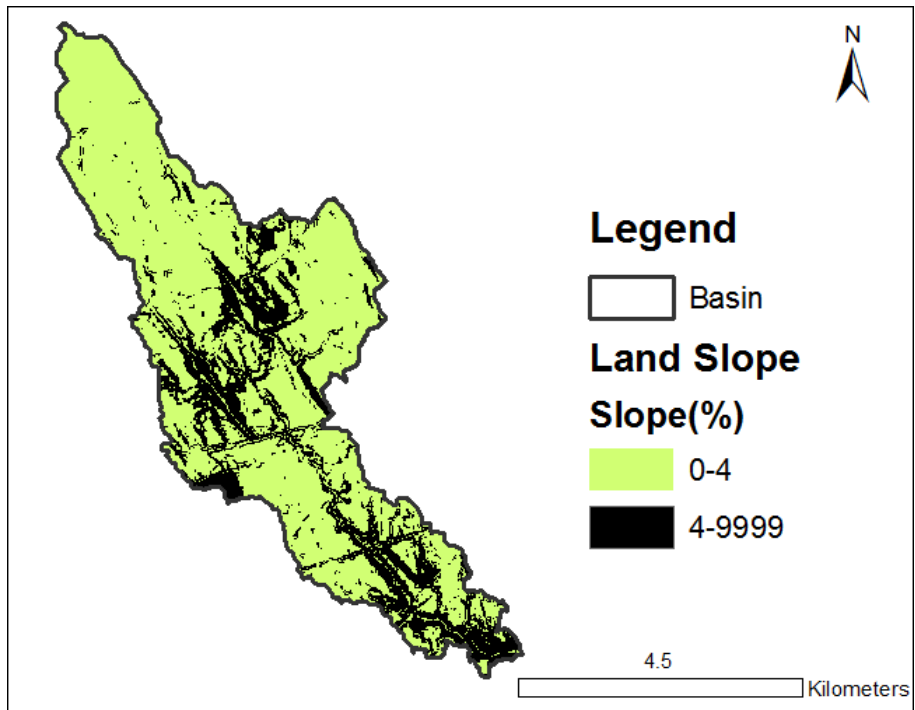 N
Legend
Basin
Land Slope
Slope(%)
0-4
4-9999
4.5
Kilometers